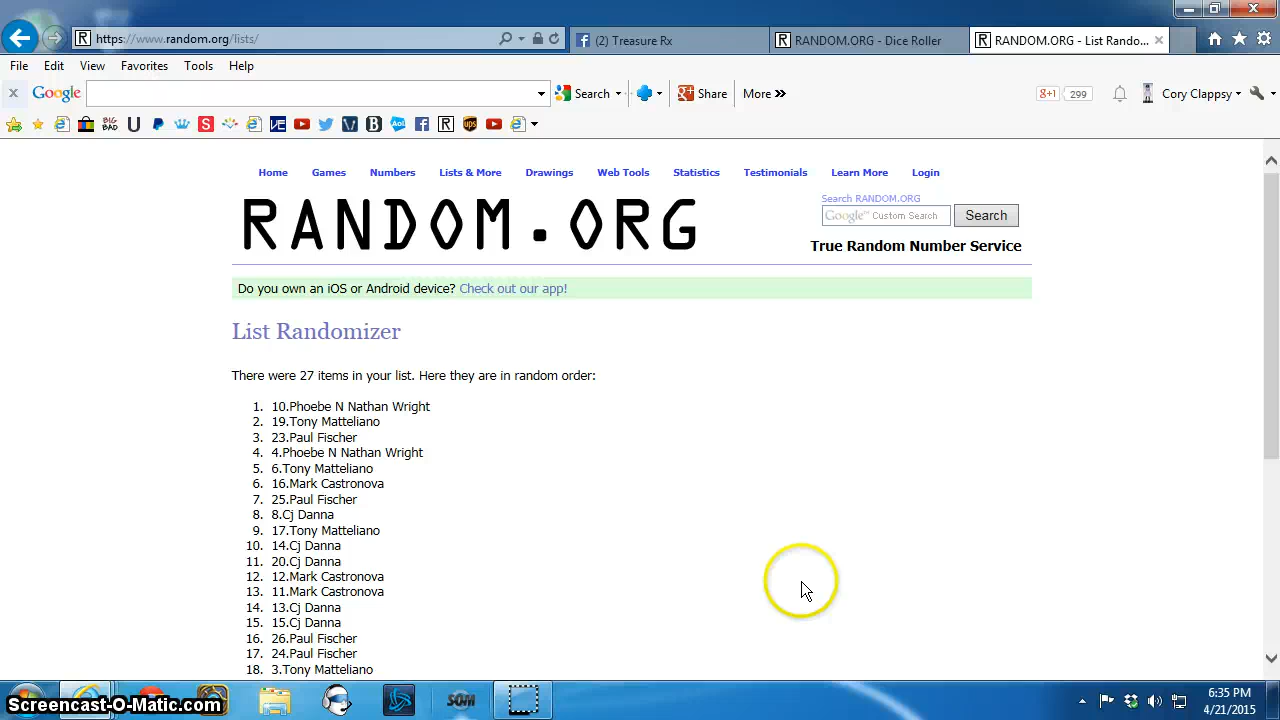 https://www.random.org/lists/
(2) Treasure Rx
RANDOM.ORG - Dice Roller
RANDOM.ORG - List Rando...
File Edit View Favorites Tools Help
Google
Search
Share
More »
g+1 299
Cory Clappsy
BIG BAD
Home Games Numbers Lists & More Drawings Web Tools Statistics Testimonials Learn More Login
RANDOM.ORG
Search RANDOM.ORG
Google™ Custom Search
Search
True Random Number Service
Do you own an iOS or Android device? Check out our app!
List Randomizer
There were 27 items in your list. Here they are in random order:
1. 10.Phoebe N Nathan Wright
2. 19.Tony Matteliano
3. 23.Paul Fischer
4. 4.Phoebe N Nathan Wright
5. 6.Tony Matteliano
6. 16.Mark Castronova
7. 25.Paul Fischer
8. 8.Cj Danna
9. 17.Tony Matteliano
10. 14.Cj Danna
11. 20.Cj Danna
12. 12.Mark Castronova
13. 11.Mark Castronova
14. 13.Cj Danna
15. 15.Cj Danna
16. 26.Paul Fischer
17. 24.Paul Fischer
18. 3.Tony Matteliano
Screencast-O-Matic.com
SOM
6:35 PM
4/21/2015